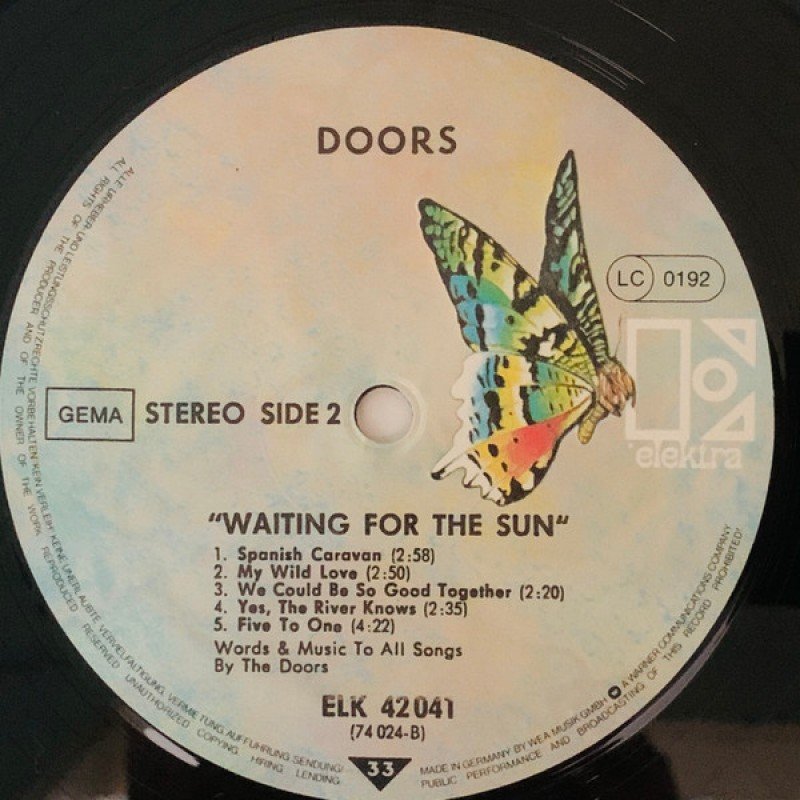 DOORS
LC 0192
elektra
GEMA
STEREO SIDE 2
"WAITING FOR THE SUN"
1. Spanish Caravan (2:58)
2. My Wild Love (2:50)
3. We Could Be So Good Together (2:20)
4. Yes, The River Knows (2:35)
5. Five To One (4:22)
Words & Music To All Songs
By The Doors
ELK 42 041
(74 024-B)
33
ALLE URHEBER- UND LEISTUNGSSCHUTZRECHTE VORBEHALTEN · KEIN VERLEIH! KEINE UNERLAUBTE VERVIELFÄLTIGUNG, VERMIETUNG, AUFFÜHRUNG, SENDUNG!
ALL RIGHTS OF THE PRODUCER AND OF THE OWNER OF THE WORK REPRODUCED RESERVED UNAUTHORIZED COPYING, HIRING, LENDING,
PUBLIC PERFORMANCE AND BROADCASTING OF THIS RECORD PROHIBITED!
MADE IN GERMANY BY WEA MUSIK GMBH A WARNER COMMUNICATIONS COMPANY